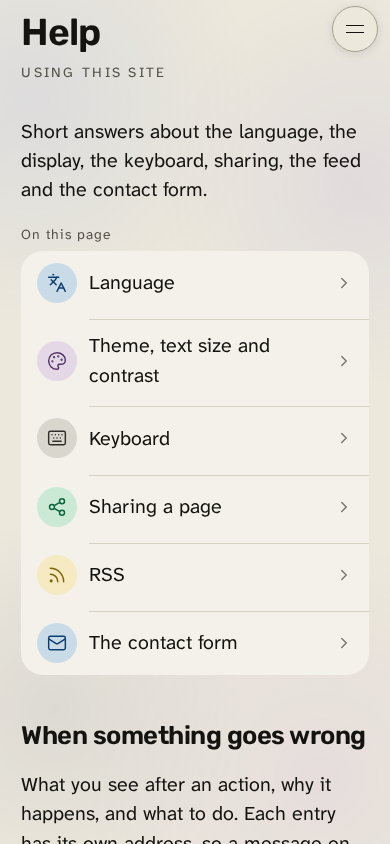 Help
USING THIS SITE
Short answers about the language, the
display, the keyboard, sharing, the feed
and the contact form.
On this page
Language
Theme, text size and
contrast
Keyboard
Sharing a page
RSS
The contact form
When something goes wrong
What you see after an action, why it
happens, and what to do. Each entry
has its own address, so a message on